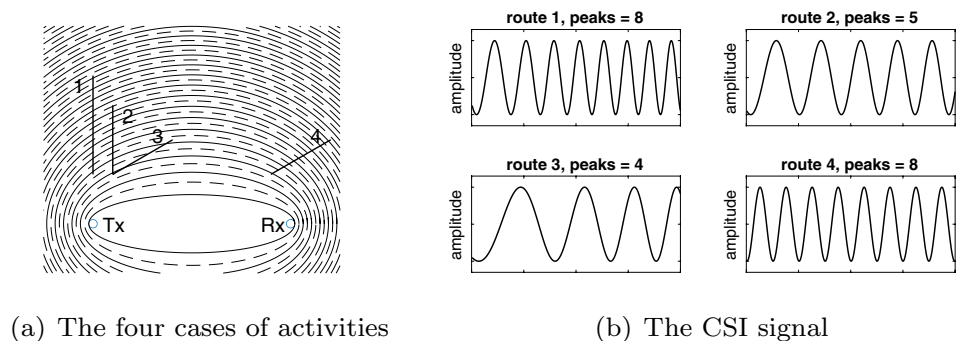 1
2
3
4
Tx
Rx
route 1, peaks = 8
amplitude
route 2, peaks = 5
amplitude
route 3, peaks = 4
amplitude
route 4, peaks = 8
amplitude
(a) The four cases of activities
(b) The CSI signal